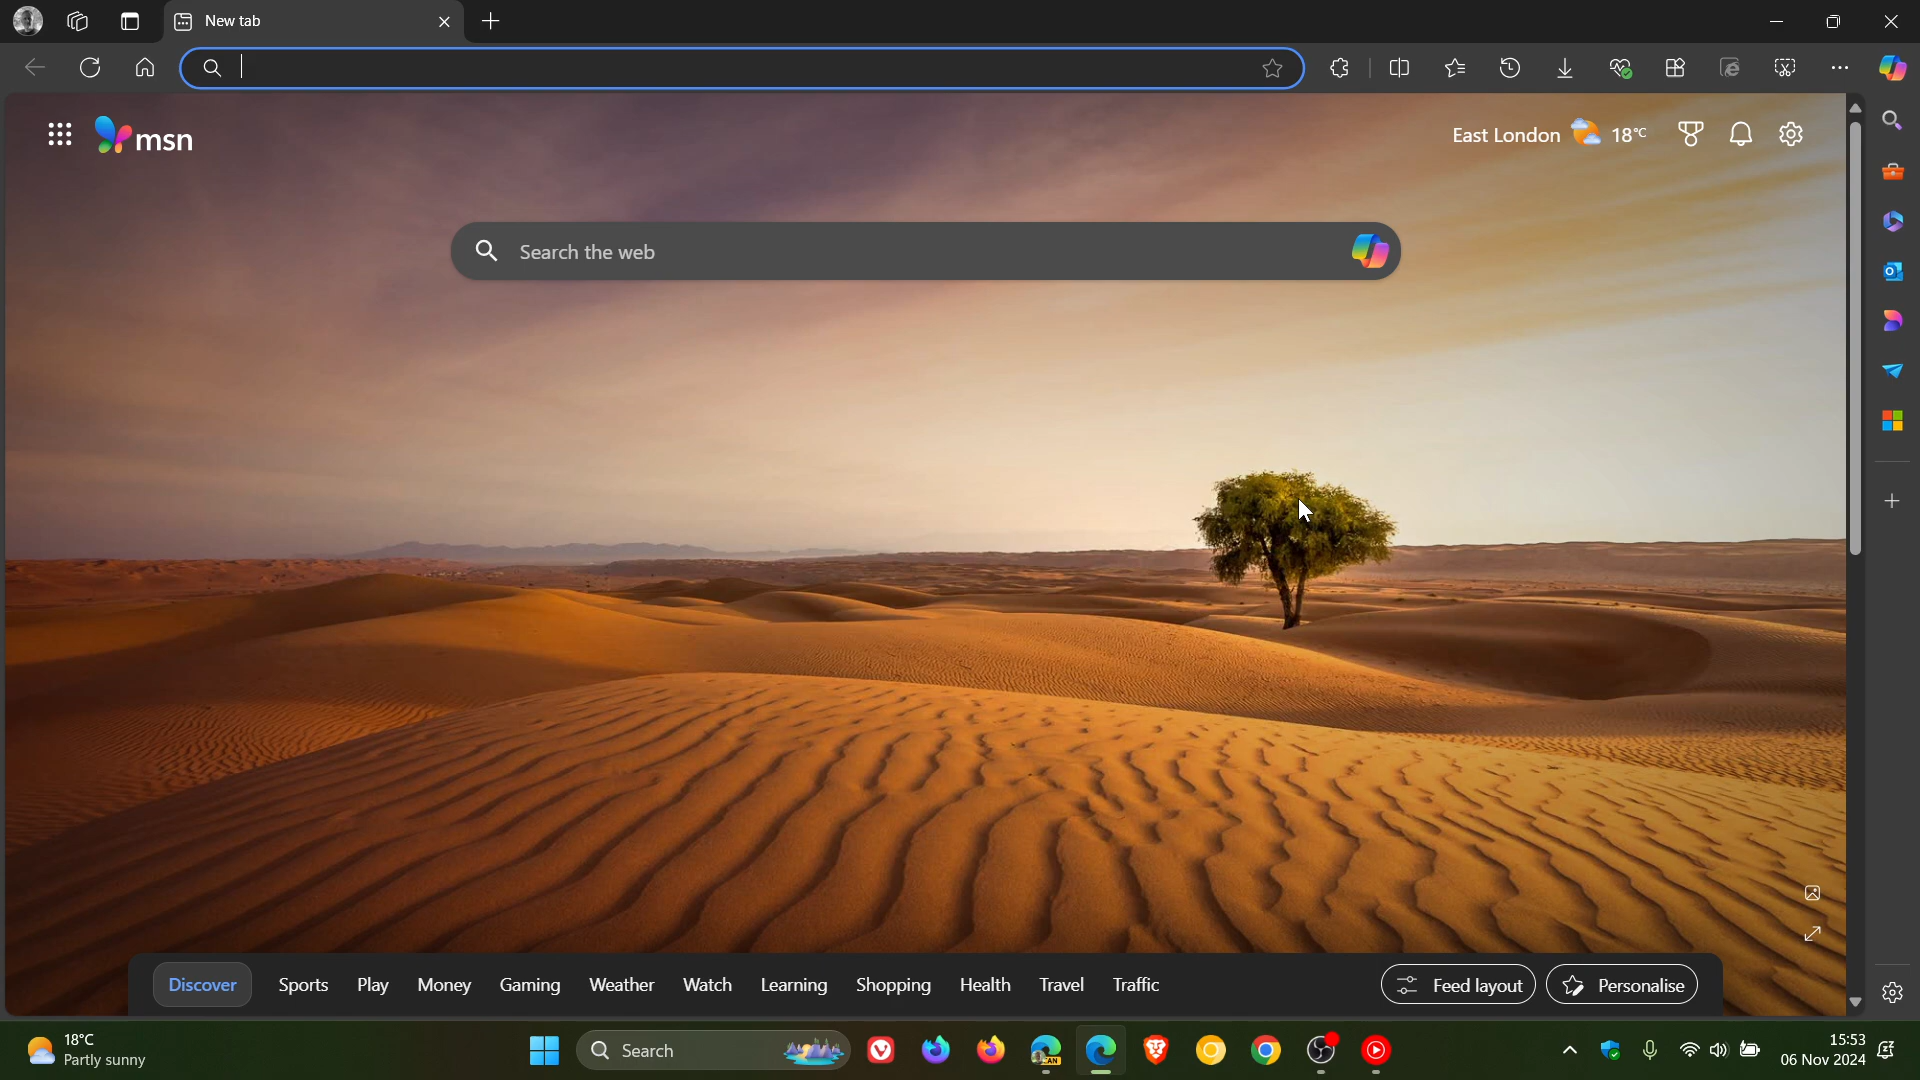 New tab
msn
East London 18°C
Search the web
Discover Sports Play Money Gaming Weather Watch Learning Shopping Health Travel Traffic Feed layout Personalise
18°C
Partly sunny
Search
CAN
15:53
06 Nov 2024